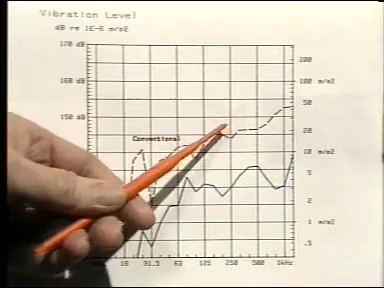 Vibration Level
dB re 1E-6 m/s2
170 dB
200
160 dB
100 m/s2
50
150 dB
20
Conventional
10 m/s2
5
2
1 m/s2
.5
16 31.5 63 125 250 500 1kHz